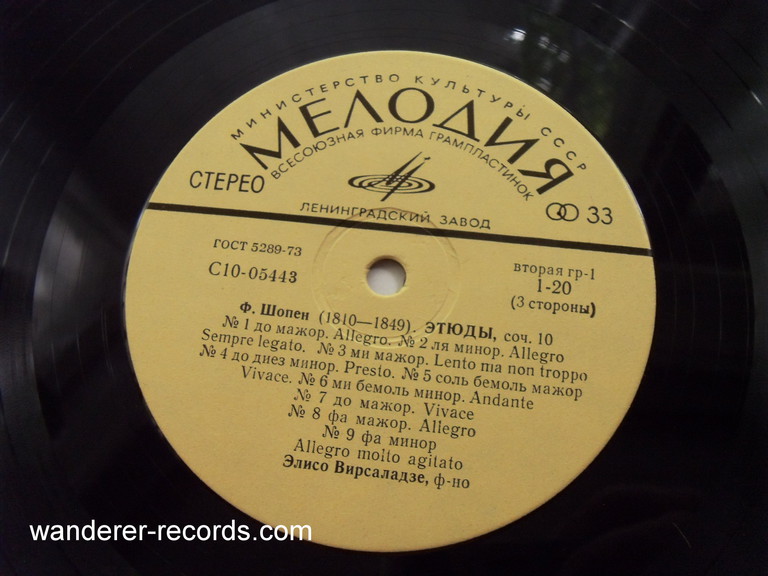 МИНИСТЕРСТВО КУЛЬТУРЫ СССР
МЕЛОДИЯ
ВСЕСОЮЗНАЯ ФИРМА ГРАМПЛАСТИНОК
СТЕРЕО
33
ЛЕНИНГРАДСКИЙ ЗАВОД
ГОСТ 5289-73
вторая гр-1
С10-05443
1-20
(3 стороны)
Ф. Шопен (1810—1849). ЭТЮДЫ, соч. 10
№ 1 до мажор. Allegro. № 2 ля минор. Allegro
Sempre legato. № 3 ми мажор. Lento ma non troppo
№ 4 до диез минор. Presto. № 5 соль бемоль мажор
Vivace. № 6 ми бемоль минор. Andante
№ 7 до мажор. Vivace
№ 8 фа мажор. Allegro
№ 9 фа минор
Allegro molto agitato
Элисо Вирсаладзе, ф-но
wanderer-records.com